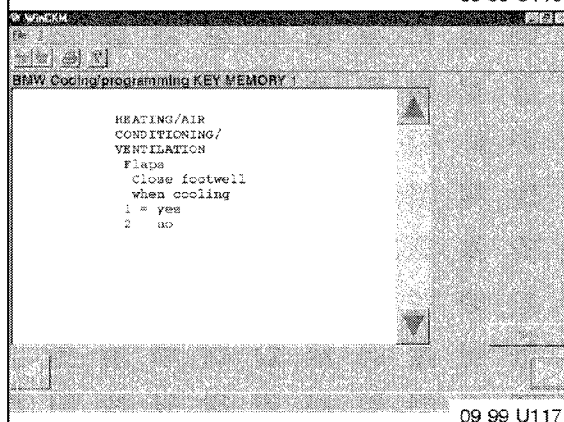 WinCKM
BMW Coding/programming KEY MEMORY 1
HEATING/AIR
CONDITIONING/
VENTILATION
Flaps
Close footwell
when cooling
1 = yes
2 no
09 99 U117